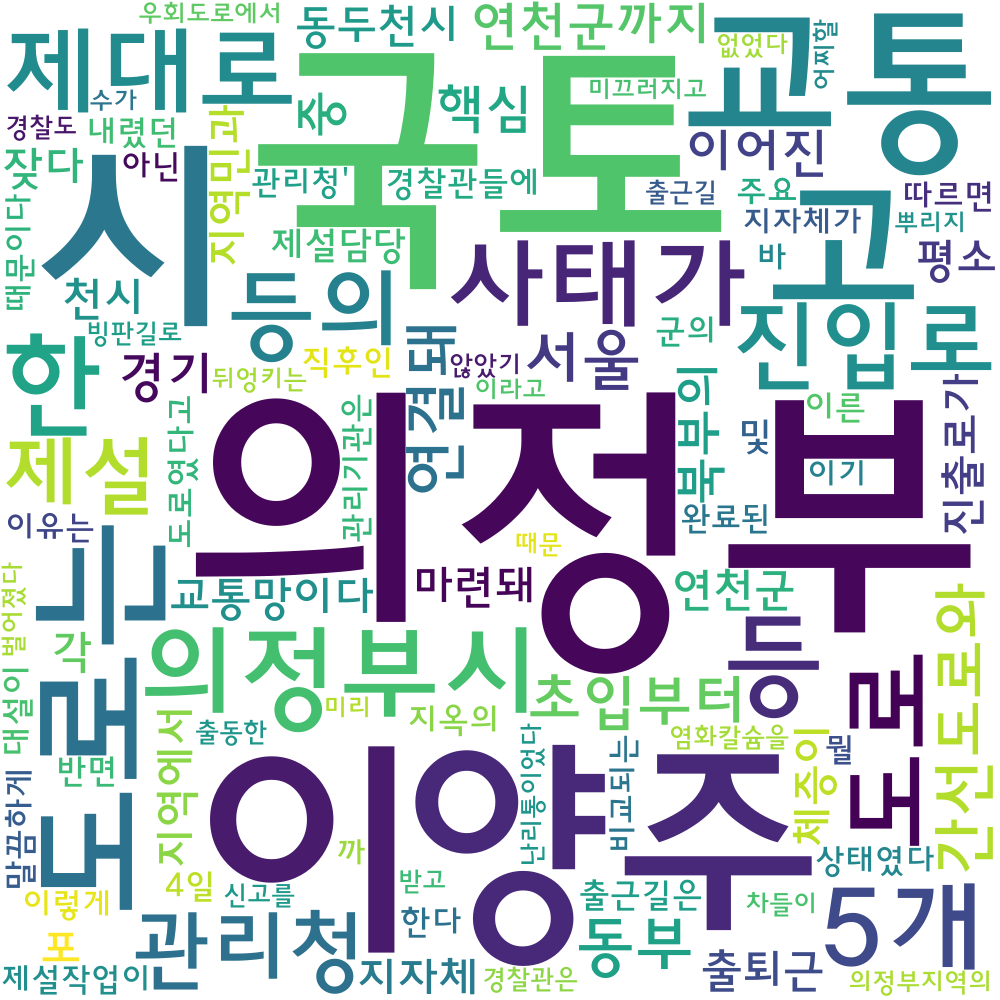 우회도로에서
동두천시
연천군까지
없었다
어찌할
제대로
수가
국토
교통
중
핵심
미끄러지고
경찰도
내렸던
지역민과
이어진
잦다
아닌
시
관리청'
경찰관들에
출근길
주요
따르면
고
지자체가
뿌리지
때문이다
제설담당
사태가
바
평소
천시
등의
빙판길로
군의
진입로
한
경기
직후인
연결돼
않았기
서울
뒤엉키는
이라고
이른
제설
도로였다고
관리기관은
의정부
북부의
및
이기
진출로가
이유는
완료된
때문
는
교통망이다
마련돼
연천군
벌어졌다
각
의정부시
등
도로
초입부터
간선도로와
대설이
도로
미리
지옥의
출동한
염화칼슘을
뭘
반면
지역에서
이양주
난리통이었다
비교되는
체증이
말끔하게
까
상태였다
4일
신고를
받고
출근길은
차들이
5개
이렇게
한다
포
관리청
동부
제설작업이
지자체
경찰관은
출퇴근
의정부지역의